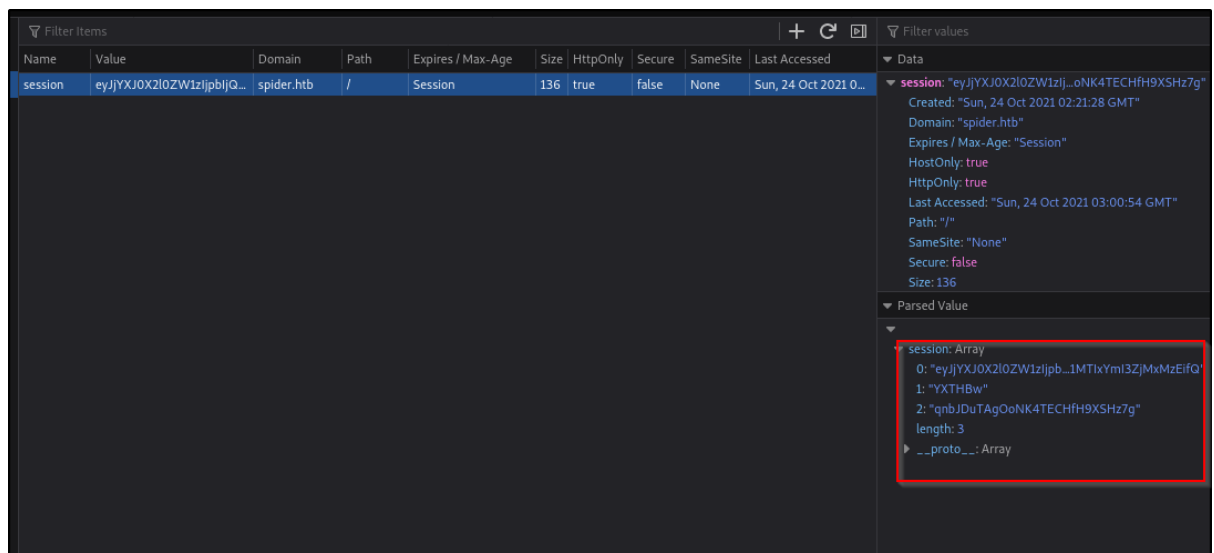 Filter Items
Filter values
Name Value Domain Path Expires / Max-Age Size HttpOnly Secure SameSite Last Accessed
session eyJjYXJ0X2l0ZW1zIjpbIjQ... spider.htb / Session 136 true false None Sun, 24 Oct 2021 0...
Data
session: "eyJjYXJ0X2l0ZW1zIj...oNK4TECHfH9XSHz7g"
Created: "Sun, 24 Oct 2021 02:21:28 GMT"
Domain: "spider.htb"
Expires / Max-Age: "Session"
HostOnly: true
HttpOnly: true
Last Accessed: "Sun, 24 Oct 2021 03:00:54 GMT"
Path: "/"
SameSite: "None"
Secure: false
Size: 136
Parsed Value
session: Array
0: "eyJjYXJ0X2l0ZW1zIjpb...1MTIxYmI3ZjMxMzEifQ"
1: "YXTHBw"
2: "qnbJDuTAgOoNK4TECHfH9XSHz7g"
length: 3
__proto__: Array